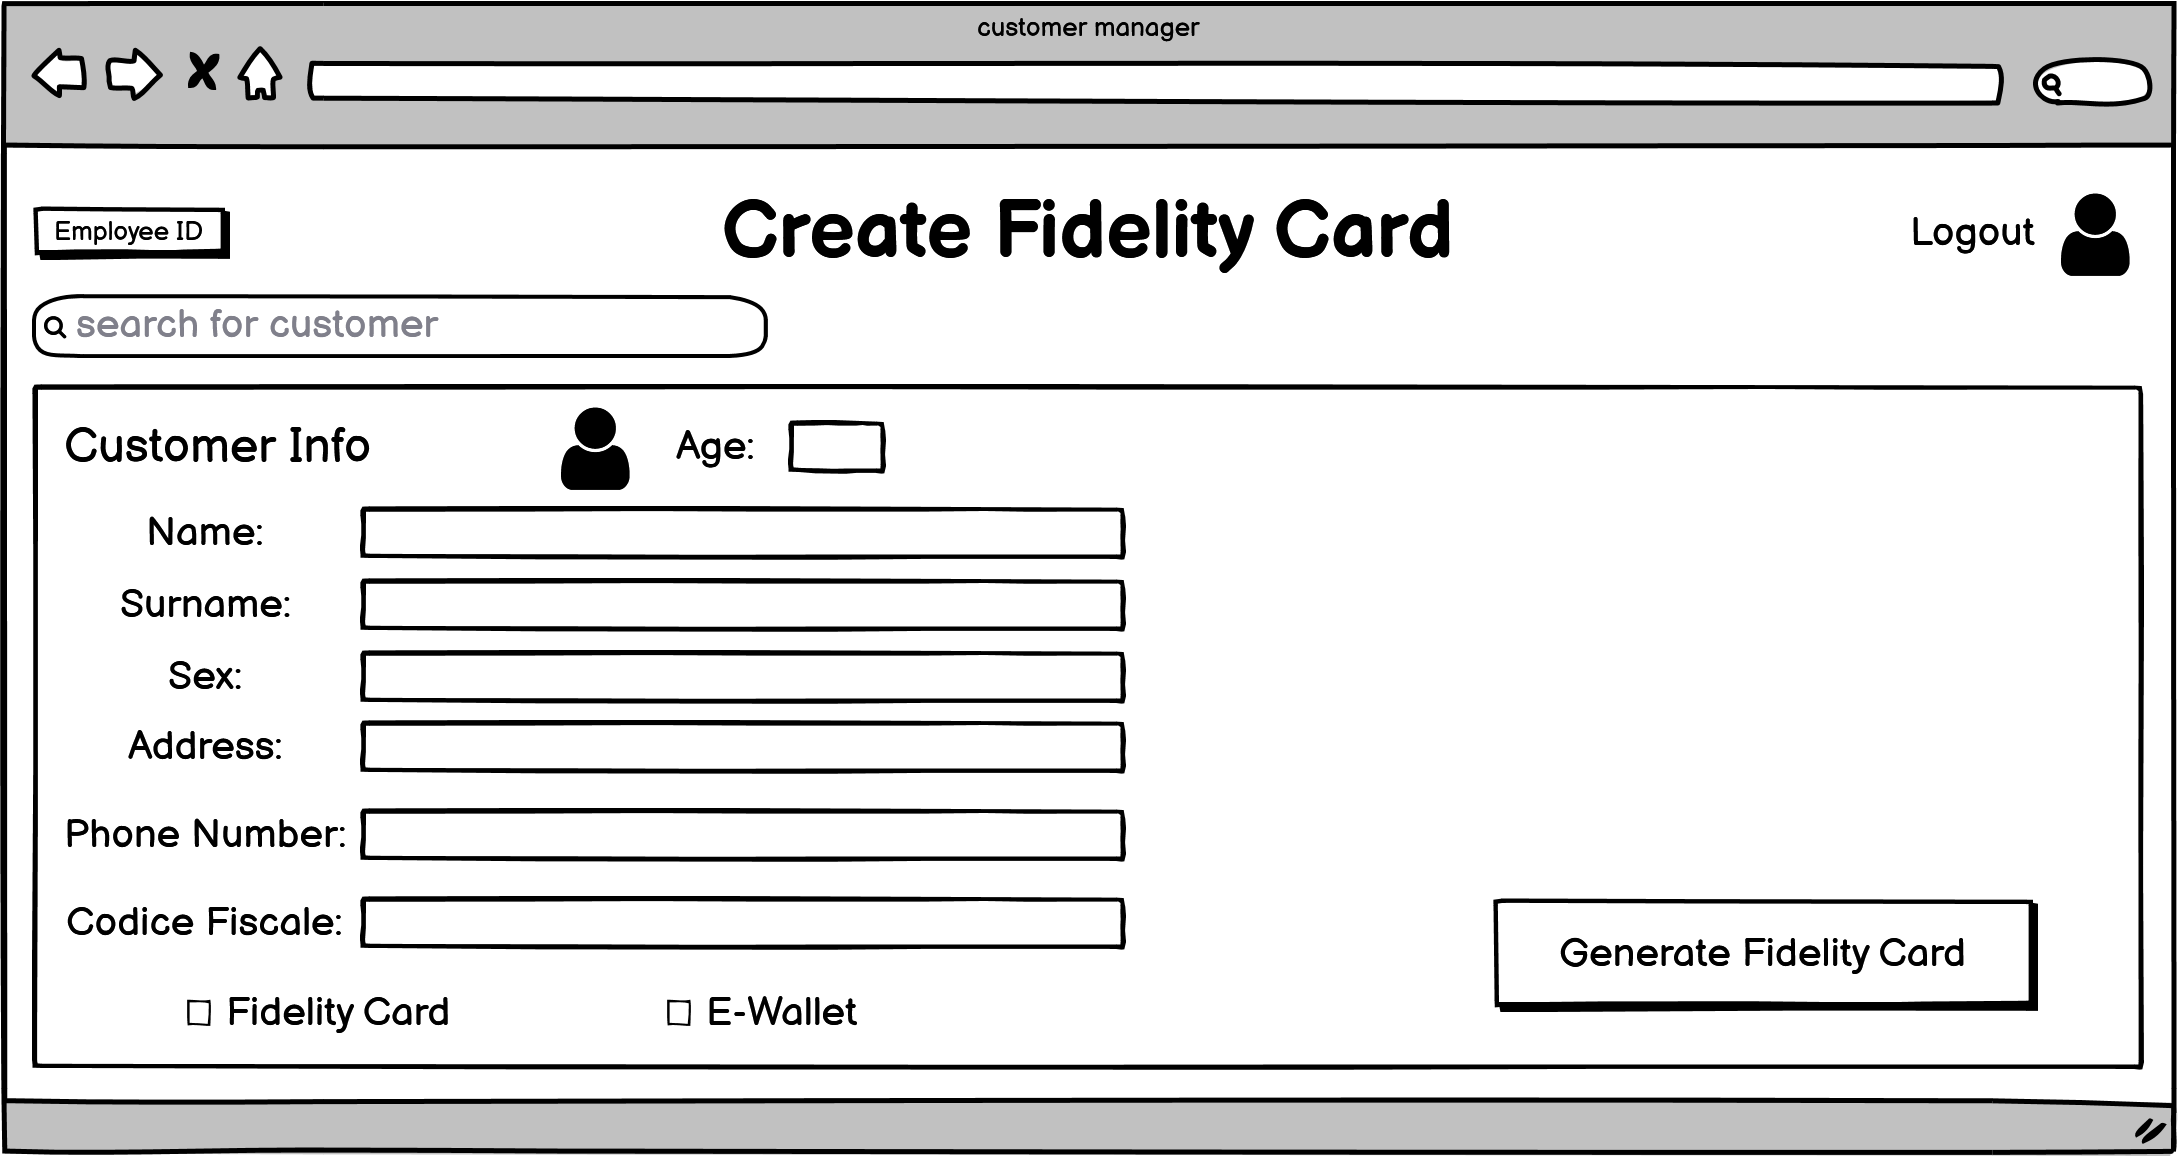 customer manager
Employee ID
Create Fidelity Card
Logout
search for customer
Customer Info
Age:
Name:
Surname:
Sex:
Address:
Phone Number:
Codice Fiscale:
Generate Fidelity Card
Fidelity Card
E-Wallet